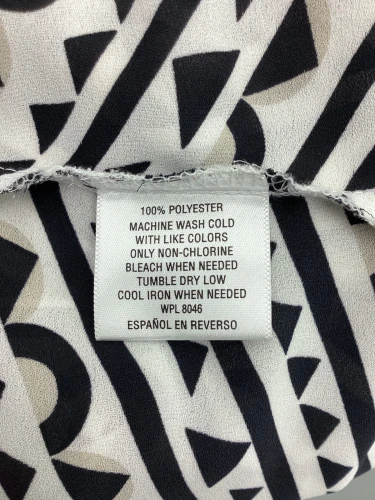 100% POLYESTER
MACHINE WASH COLD
WITH LIKE COLORS
ONLY NON-CHLORINE
BLEACH WHEN NEEDED
TUMBLE DRY LOW
COOL IRON WHEN NEEDED
WPL 8046
ESPAÑOL EN REVERSO